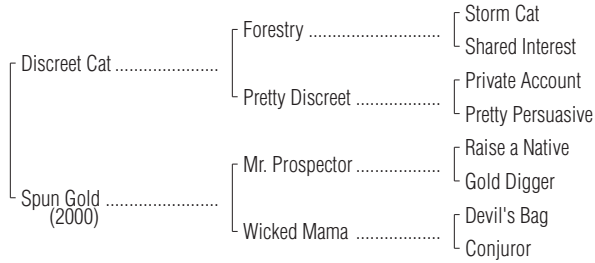 Storm Cat
Forestry ............................
Shared Interest
Discreet Cat ......................
Private Account
Pretty Discreet ..................
Pretty Persuasive
Raise a Native
Mr. Prospector ..................
Gold Digger
Spun Gold ........................
(2000)
Devil's Bag
Wicked Mama ..................
Conjuror